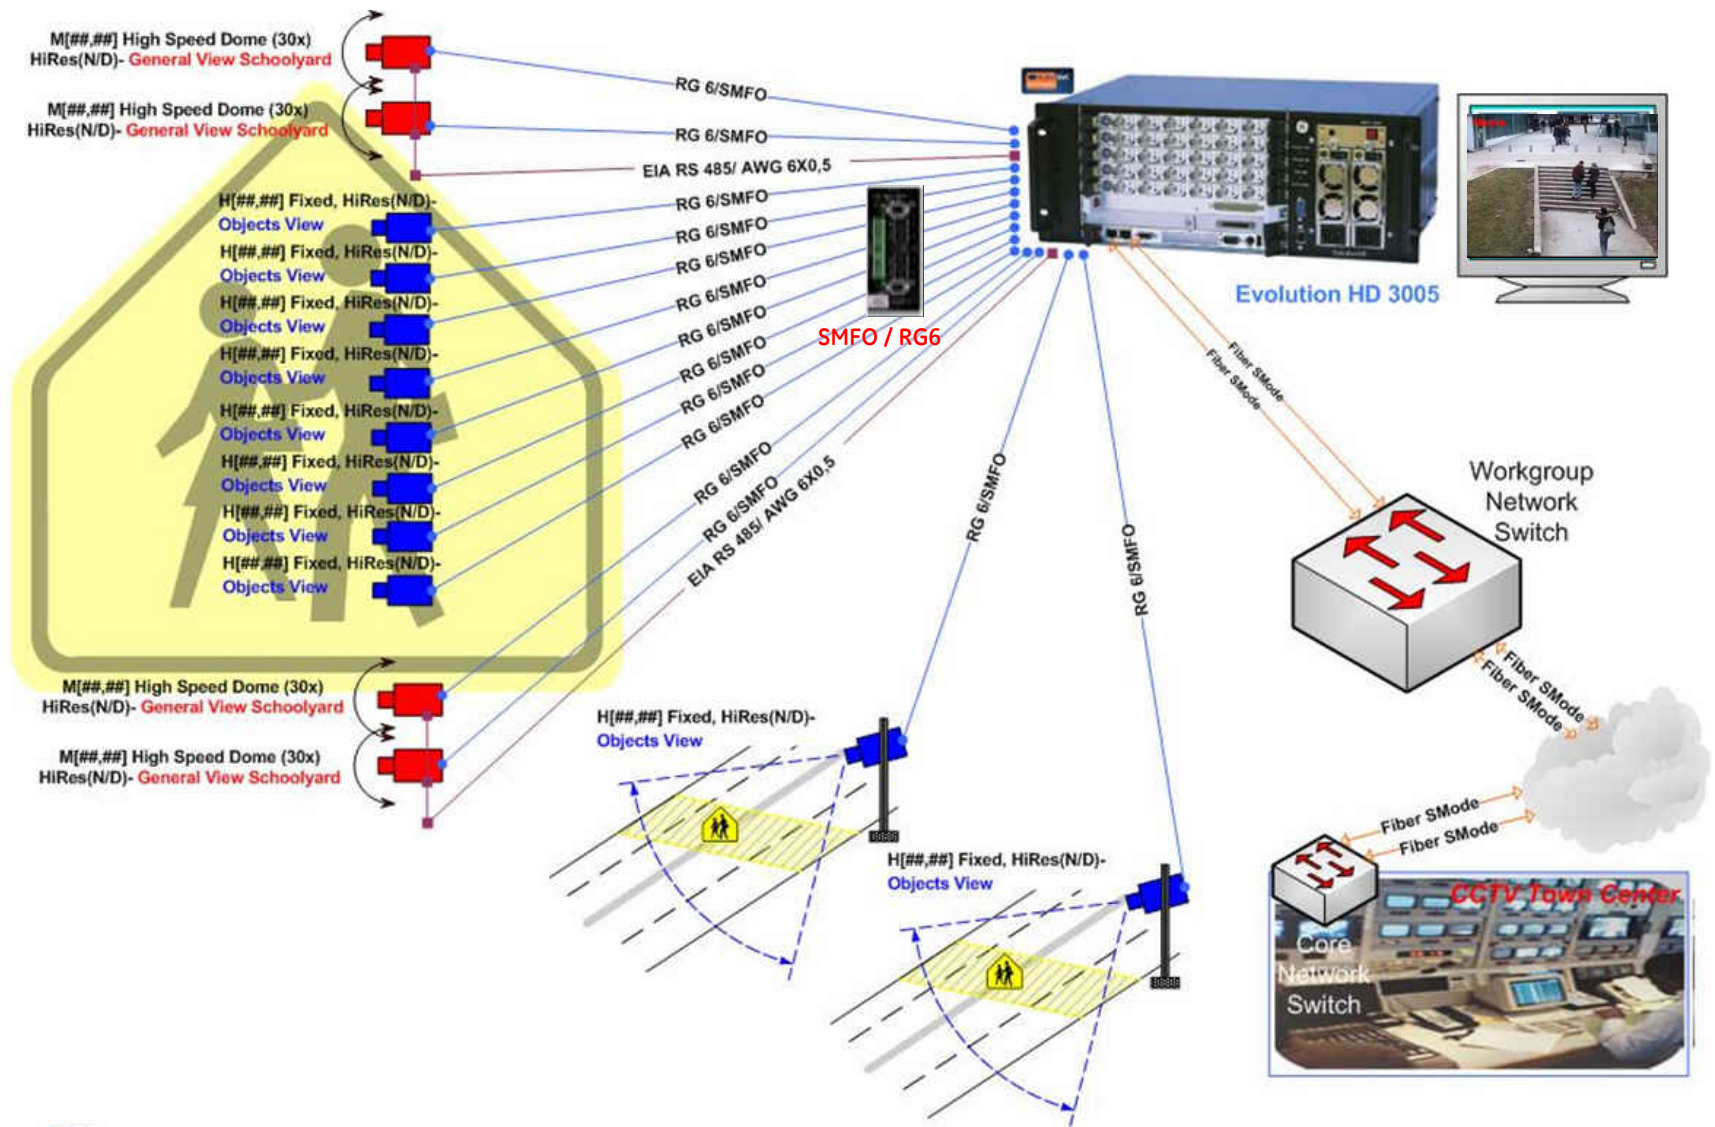 M[##,##] High Speed Dome (30x)
HiRes(N/D)- General View Schoolyard
M[##,##] High Speed Dome (30x)
HiRes(N/D)- General View Schoolyard
RG 6/SMFO
RG 6/SMFO
EIA RS 485/ AWG 6X0,5
RG 6/SMFO
RG 6/SMFO
RG 6/SMFO
RG 6/SMFO
RG 6/SMFO
RG 6/SMFO
RG 6/SMFO
RG 6/SMFO
RG 6/SMFO
RG 6/SMFO
EIA RS 485/ AWG 6X0,5
SMFO / RG6
Evolution HD 3005
H[##,##] Fixed, HiRes(N/D)-
Objects View
H[##,##] Fixed, HiRes(N/D)-
Objects View
H[##,##] Fixed, HiRes(N/D)-
Objects View
H[##,##] Fixed, HiRes(N/D)-
Objects View
H[##,##] Fixed, HiRes(N/D)-
Objects View
H[##,##] Fixed, HiRes(N/D)-
Objects View
H[##,##] Fixed, HiRes(N/D)-
Objects View
H[##,##] Fixed, HiRes(N/D)-
Objects View
Fiber SMode
Fiber SMode
RG 6/SMFO
RG 6/SMFO
Workgroup
Network
Switch
Fiber SMode
Fiber SMode
M[##,##] High Speed Dome (30x)
HiRes(N/D)- General View Schoolyard
M[##,##] High Speed Dome (30x)
HiRes(N/D)- General View Schoolyard
H[##,##] Fixed, HiRes(N/D)-
Objects View
H[##,##] Fixed, HiRes(N/D)-
Objects View
Fiber SMode
Fiber SMode
CCTV Town Center
Core
Network
Switch